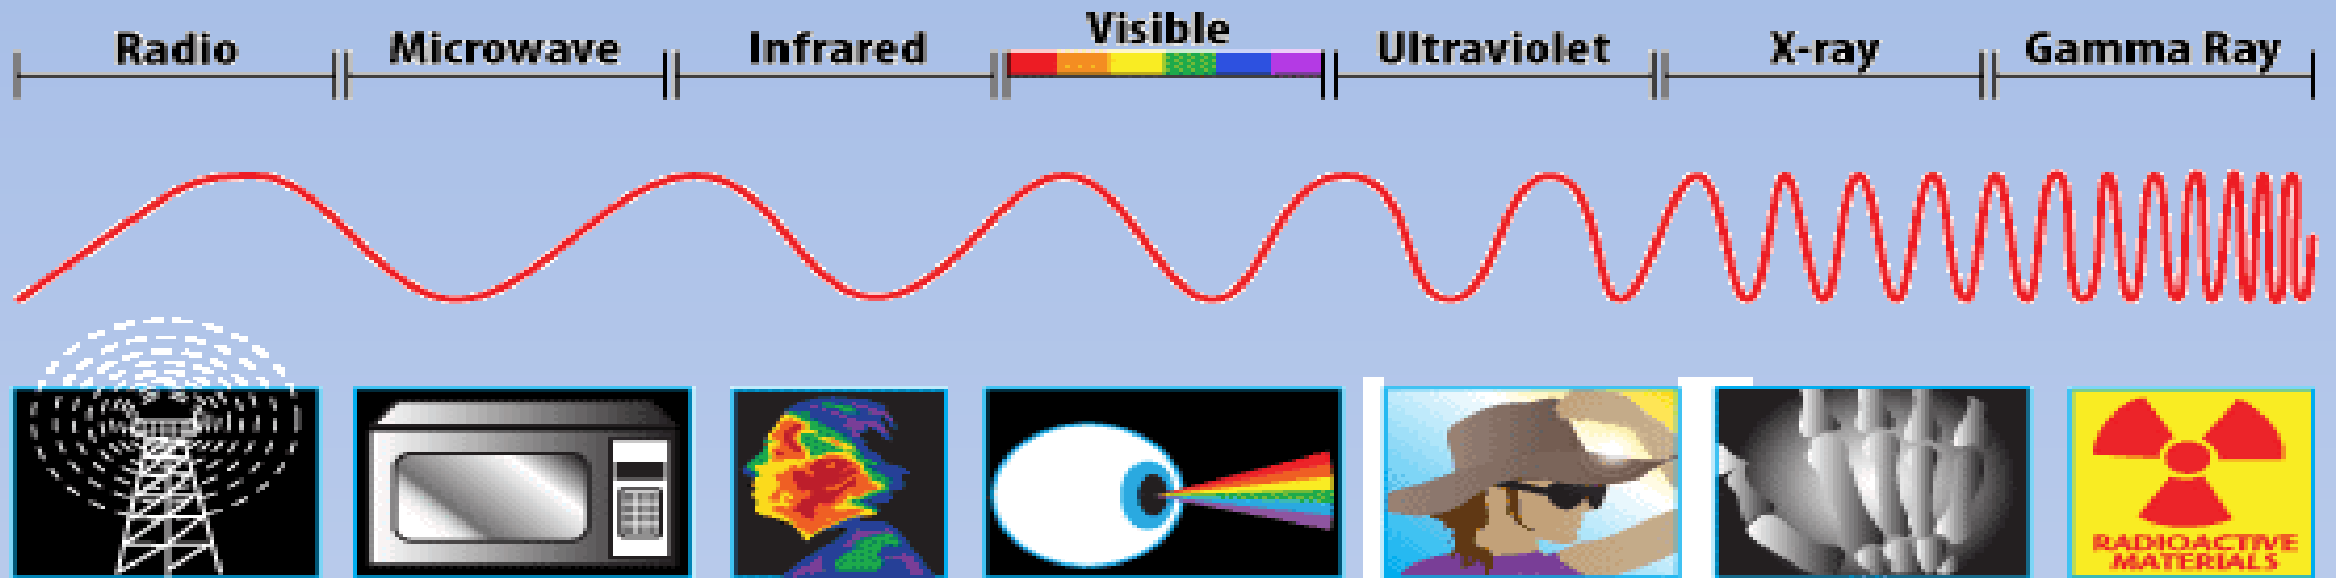 Radio
Microwave
Infrared
Visible
Ultraviolet
X-ray
Gamma Ray
RADIOACTIVE
MATERIALS